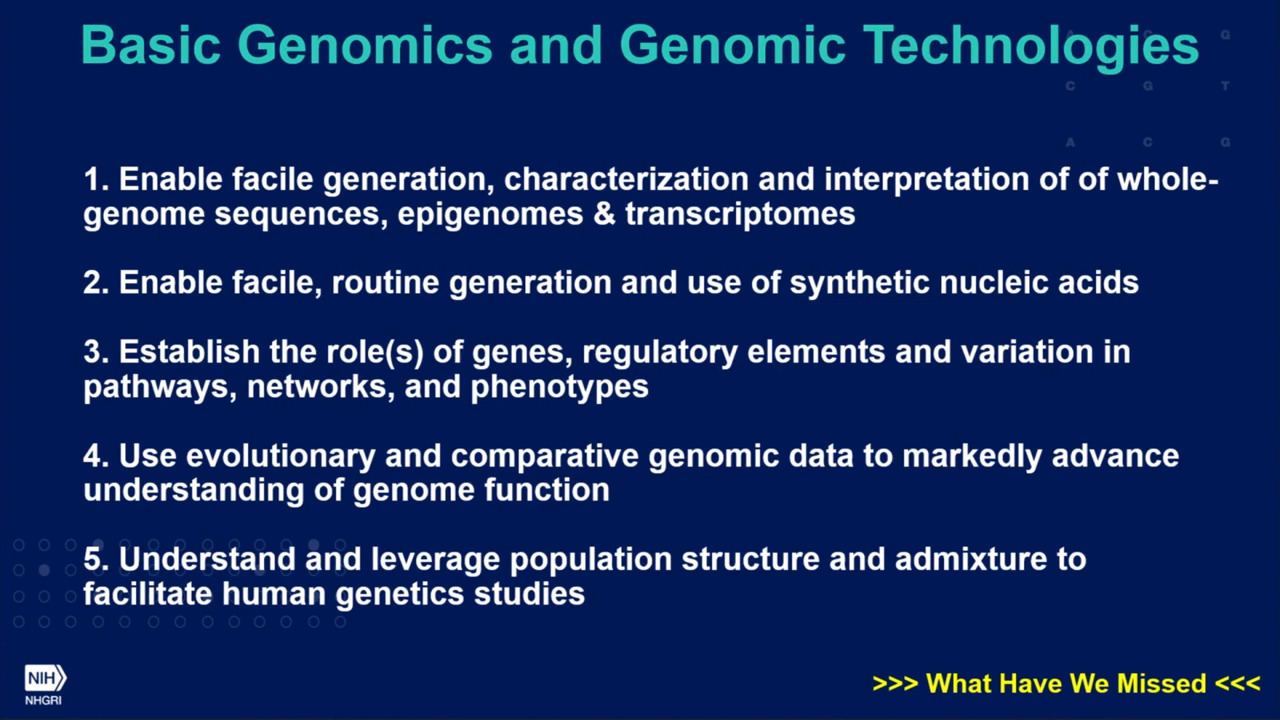 Basic Genomics and Genomic Technologies
A C G
C G T
A C G
1. Enable facile generation, characterization and interpretation of of whole-
genome sequences, epigenomes & transcriptomes
2. Enable facile, routine generation and use of synthetic nucleic acids
3. Establish the role(s) of genes, regulatory elements and variation in
pathways, networks, and phenotypes
4. Use evolutionary and comparative genomic data to markedly advance
understanding of genome function
5. Understand and leverage population structure and admixture to
facilitate human genetics studies
NIH
NHGRI
>>> What Have We Missed <<<